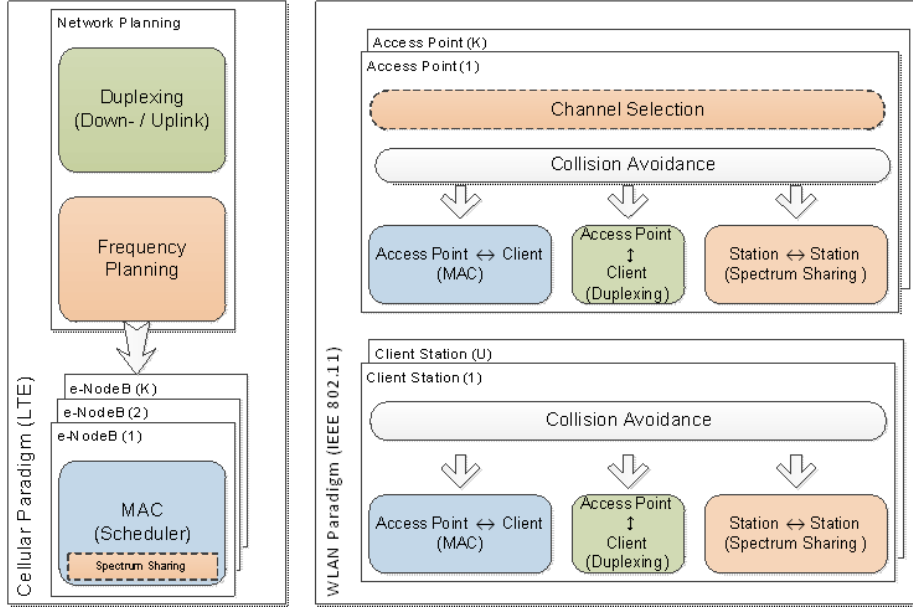 Network Planning
Duplexing
(Down- / Uplink)
Frequency
Planning
e-NodeB (K)
e-NodeB (2)
e-NodeB (1)
MAC
(Scheduler)
Spectrum Sharing
Cellular Paradigm (LTE)
Access Point (K)
Access Point (1)
Channel Selection
Collision Avoidance
Access Point ↔ Client
(MAC)
Access Point
↕
Client
(Duplexing)
Station ↔ Station
(Spectrum Sharing )
Client Station (U)
Client Station (1)
Collision Avoidance
Access Point ↔ Client
(MAC)
Access Point
↕
Client
(Duplexing)
Station ↔ Station
(Spectrum Sharing )
WLAN Paradigm (IEEE 802.11)